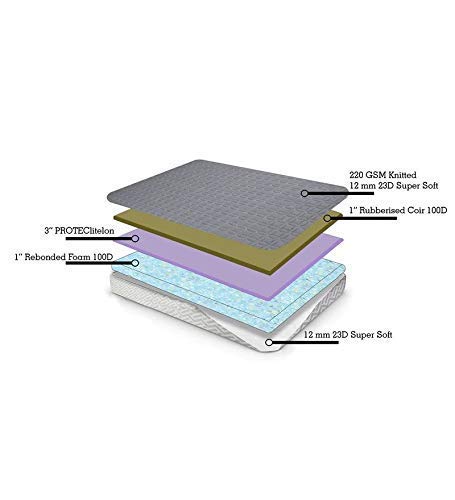 220 GSM Knitted
12 mm 23D Super Soft
1" Rubberised Coir 100D
3" PROTEClitelon
1" Rebonded Foam 100D
12 mm 23D Super Soft